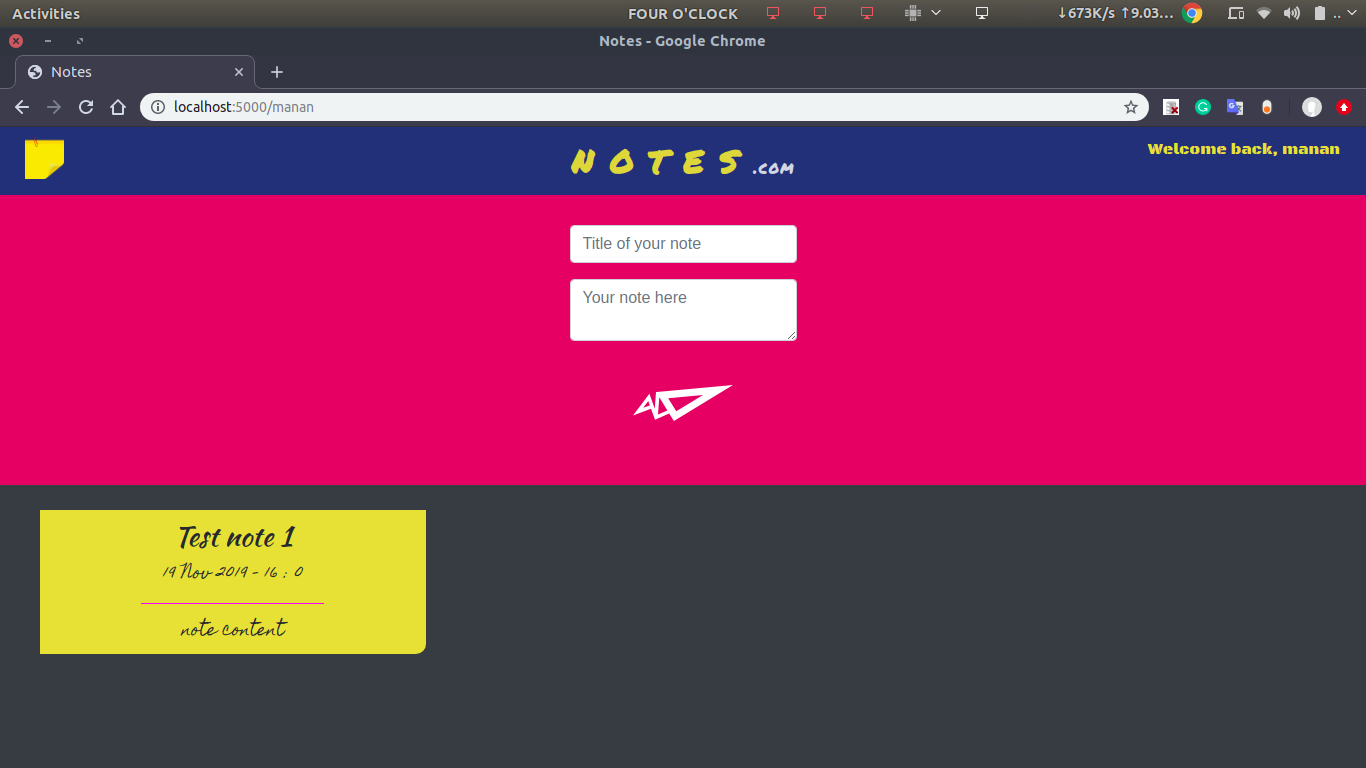 Activities
FOUR O'CLOCK
↓673K/s ↑9.03... ..
Notes - Google Chrome
Notes
localhost:5000/manan
NOTES.com
Welcome back, manan
Title of your note
Your note here
Test note 1
19 Nov 2019 - 16 : 0
note content